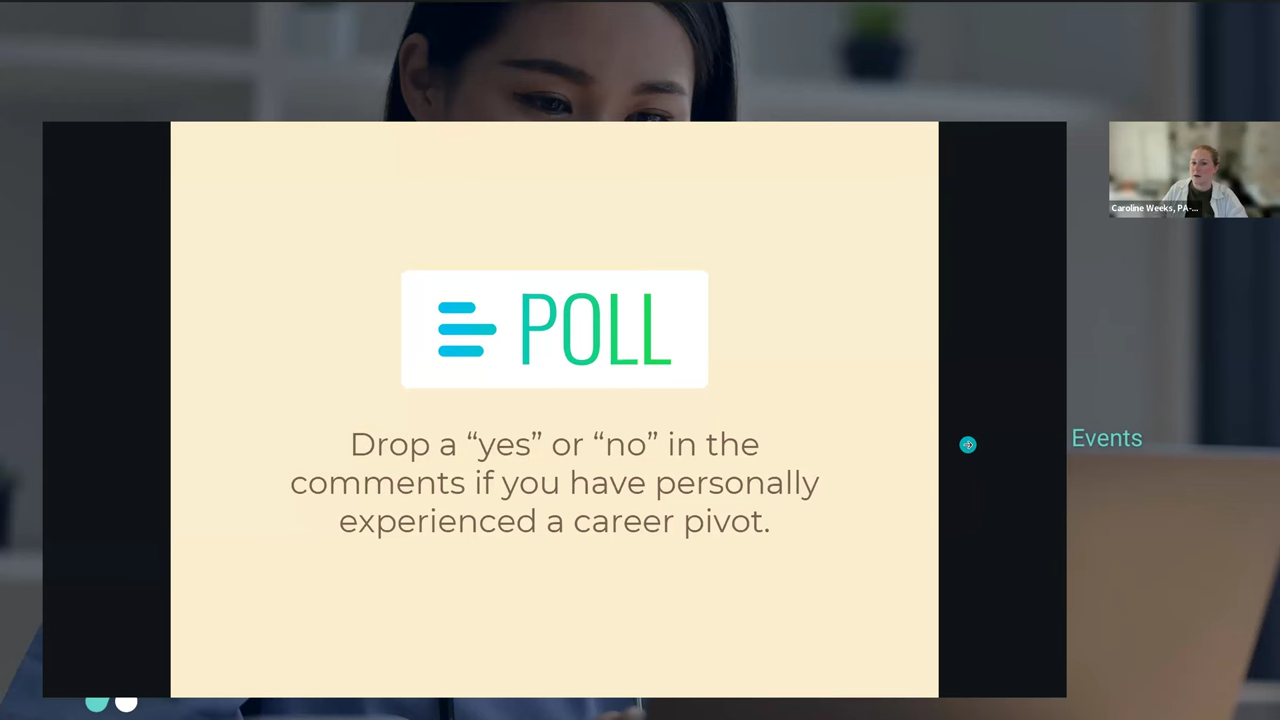 Caroline Weeks, PA-...
POLL
Drop a “yes” or “no” in the
comments if you have personally
experienced a career pivot.
Events